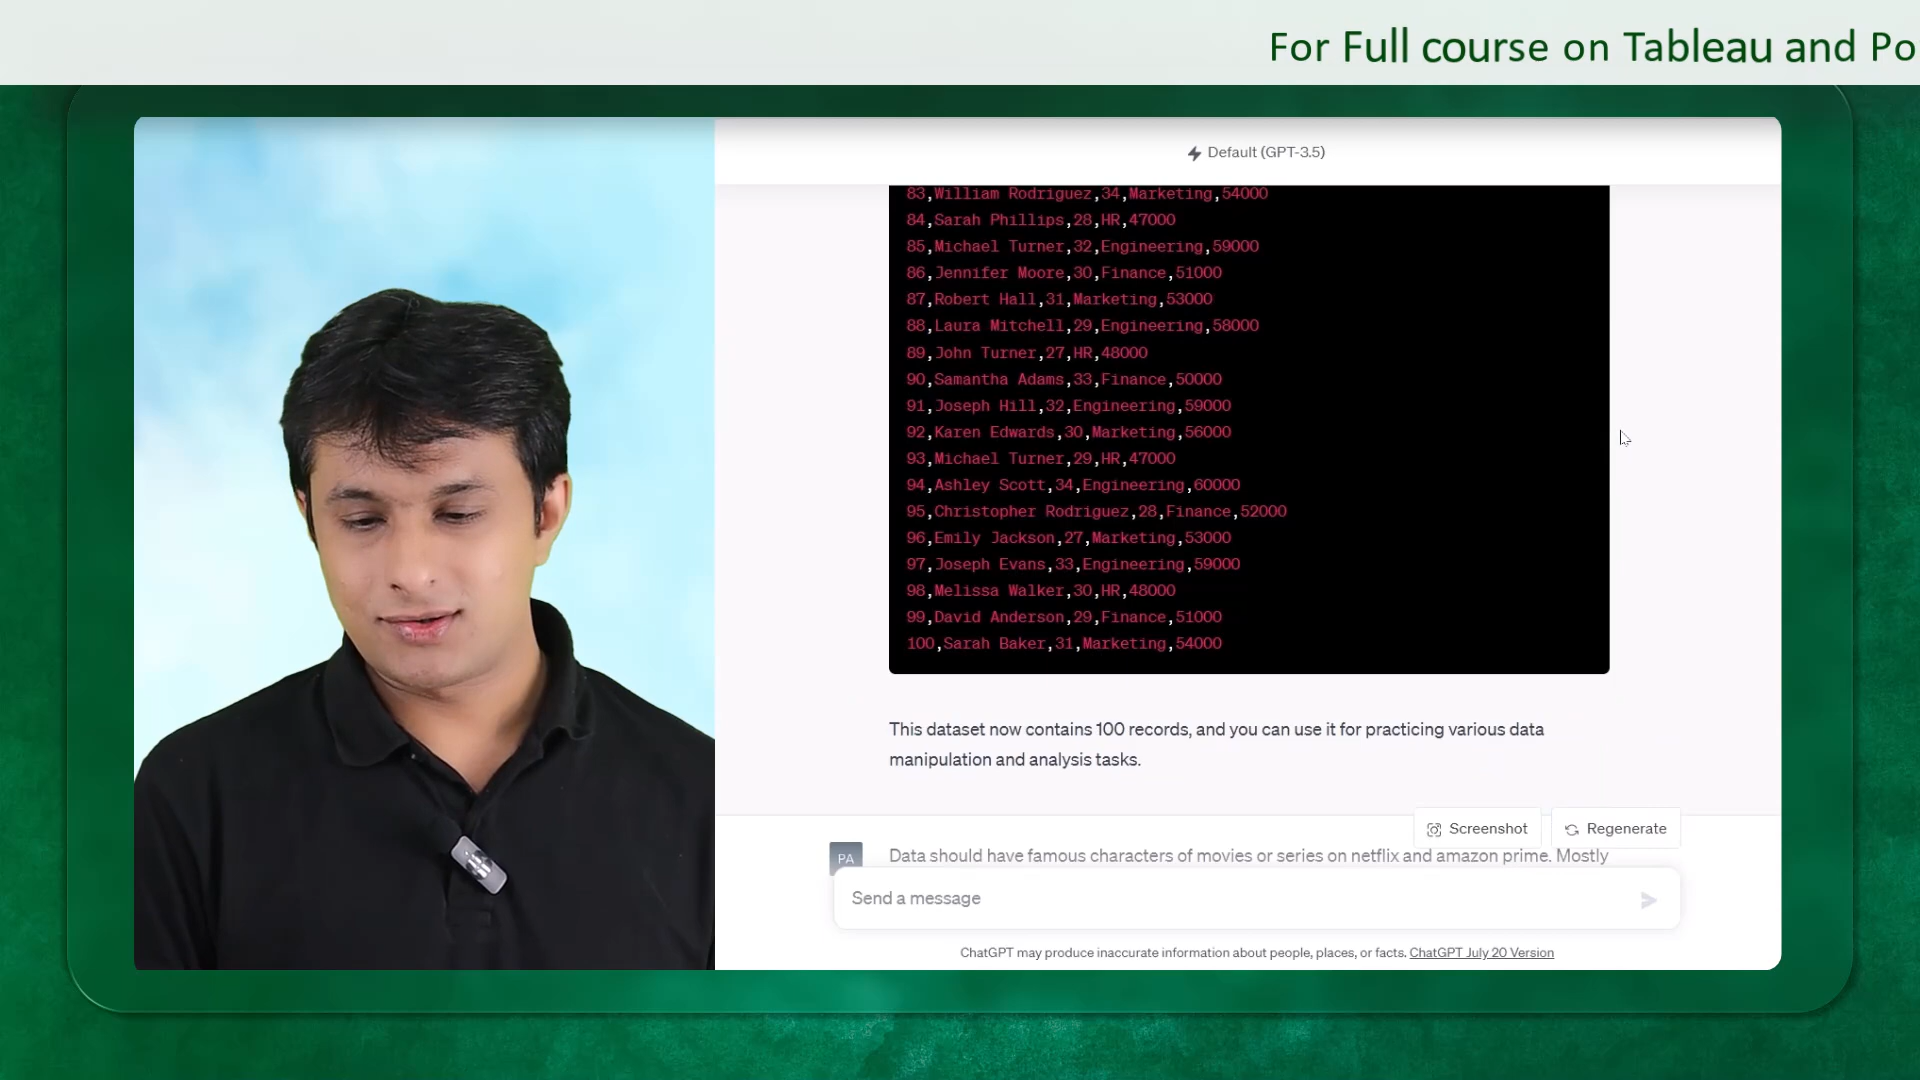 For Full course on Tableau and Po
Default (GPT-3.5)
83,William Rodriguez,34,Marketing,54000
84,Sarah Phillips,28,HR,47000
85,Michael Turner,32,Engineering,59000
86,Jennifer Moore,30,Finance,51000
87,Robert Hall,31,Marketing,53000
88,Laura Mitchell,29,Engineering,58000
89,John Turner,27,HR,48000
90,Samantha Adams,33,Finance,50000
91,Joseph Hill,32,Engineering,59000
92,Karen Edwards,30,Marketing,56000
93,Michael Turner,29,HR,47000
94,Ashley Scott,34,Engineering,60000
95,Christopher Rodriguez,28,Finance,52000
96,Emily Jackson,27,Marketing,53000
97,Joseph Evans,33,Engineering,59000
98,Melissa Walker,30,HR,48000
99,David Anderson,29,Finance,51000
100,Sarah Baker,31,Marketing,54000
This dataset now contains 100 records, and you can use it for practicing various data
manipulation and analysis tasks.
Screenshot
Regenerate
PA
Data should have famous characters of movies or series on netflix and amazon prime. Mostly
Send a message
ChatGPT may produce inaccurate information about people, places, or facts. ChatGPT July 20 Version